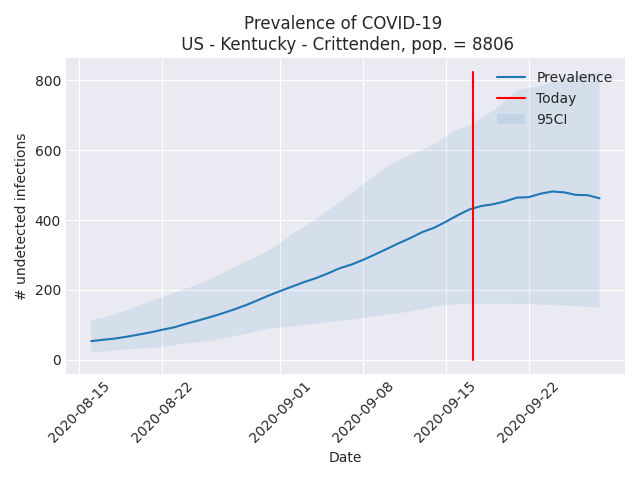 Prevalence of COVID-19
US - Kentucky - Crittenden, pop. = 8806
Prevalence
Today
95CI
# undetected infections
800
600
400
200
0
2020-08-15
2020-08-22
2020-09-01
2020-09-08
2020-09-15
2020-09-22
Date